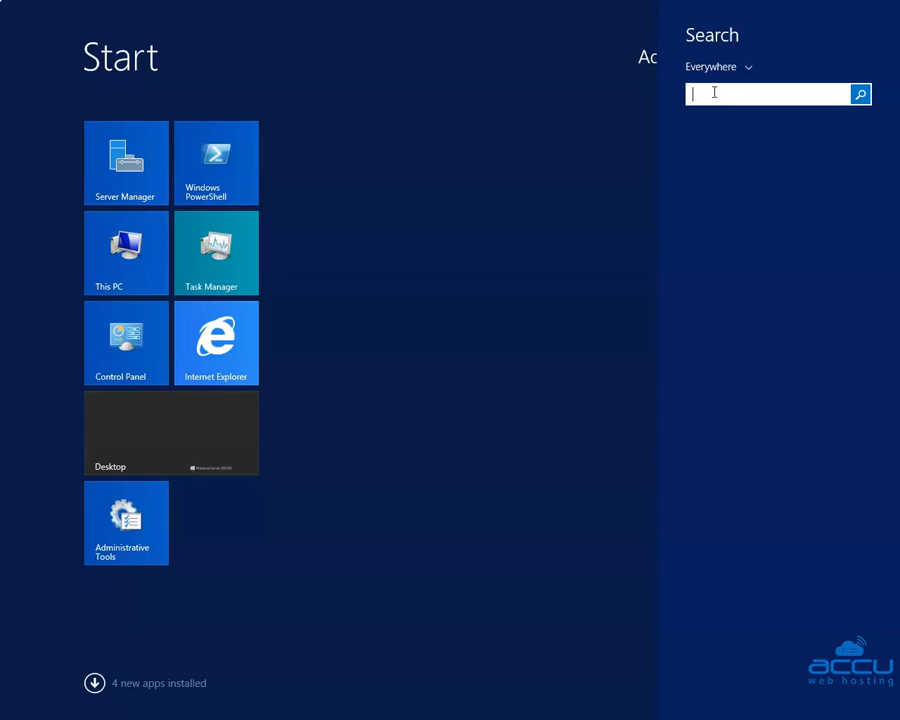 Start
Ac
Search
Everywhere
Server Manager
Windows
PowerShell
This PC
Task Manager
Control Panel
Internet Explorer
Desktop
Administrative
Tools
4 new apps installed
accu
web hosting